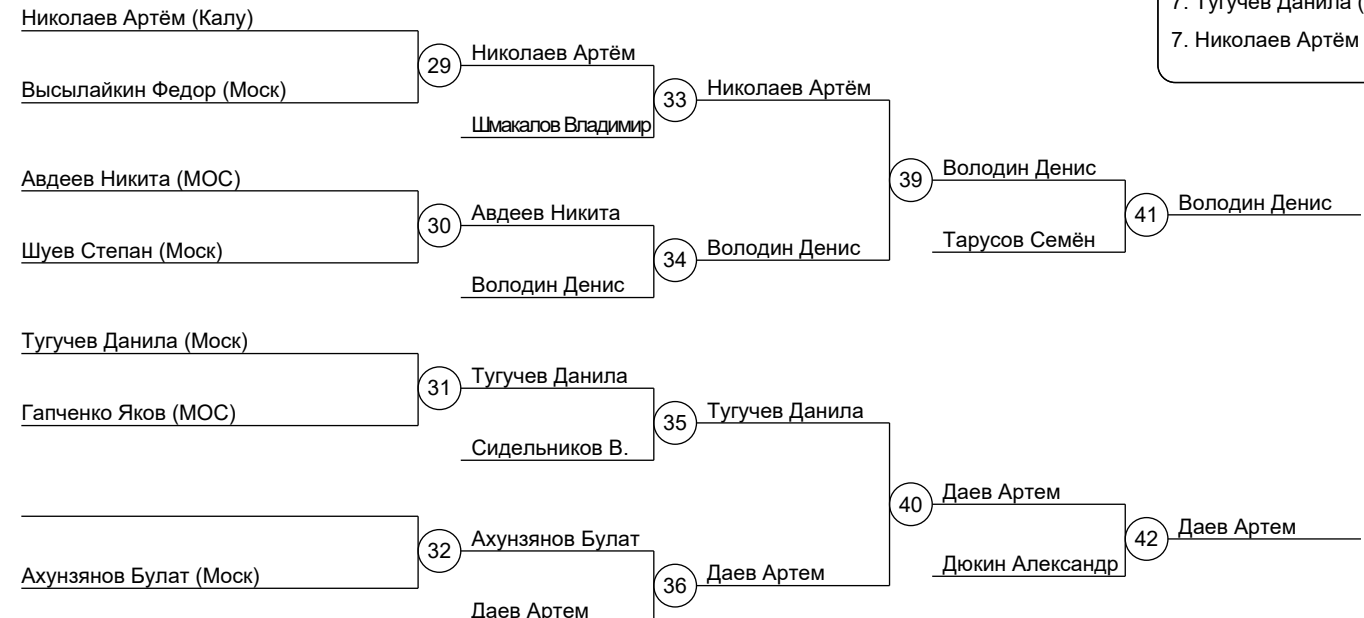 7. Тугучев Данила (
7. Николаев Артём
Николаев Артём (Калу)
29
Николаев Артём
Высылайкин Федор (Моск)
33
Николаев Артём
Шмакалов Владимир
Авдеев Никита (МОС)
39
Володин Денис
30
Авдеев Никита
41
Володин Денис
Шуев Степан (Моск)
34
Володин Денис
Тарусов Семён
Володин Денис
Тугучев Данила (Моск)
31
Тугучев Данила
Гапченко Яков (МОС)
35
Тугучев Данила
Сидельников В.
40
Даев Артем
32
Ахунзянов Булат
42
Даев Артем
Ахунзянов Булат (Моск)
36
Даев Артем
Дюкин Александр
Даев Артем